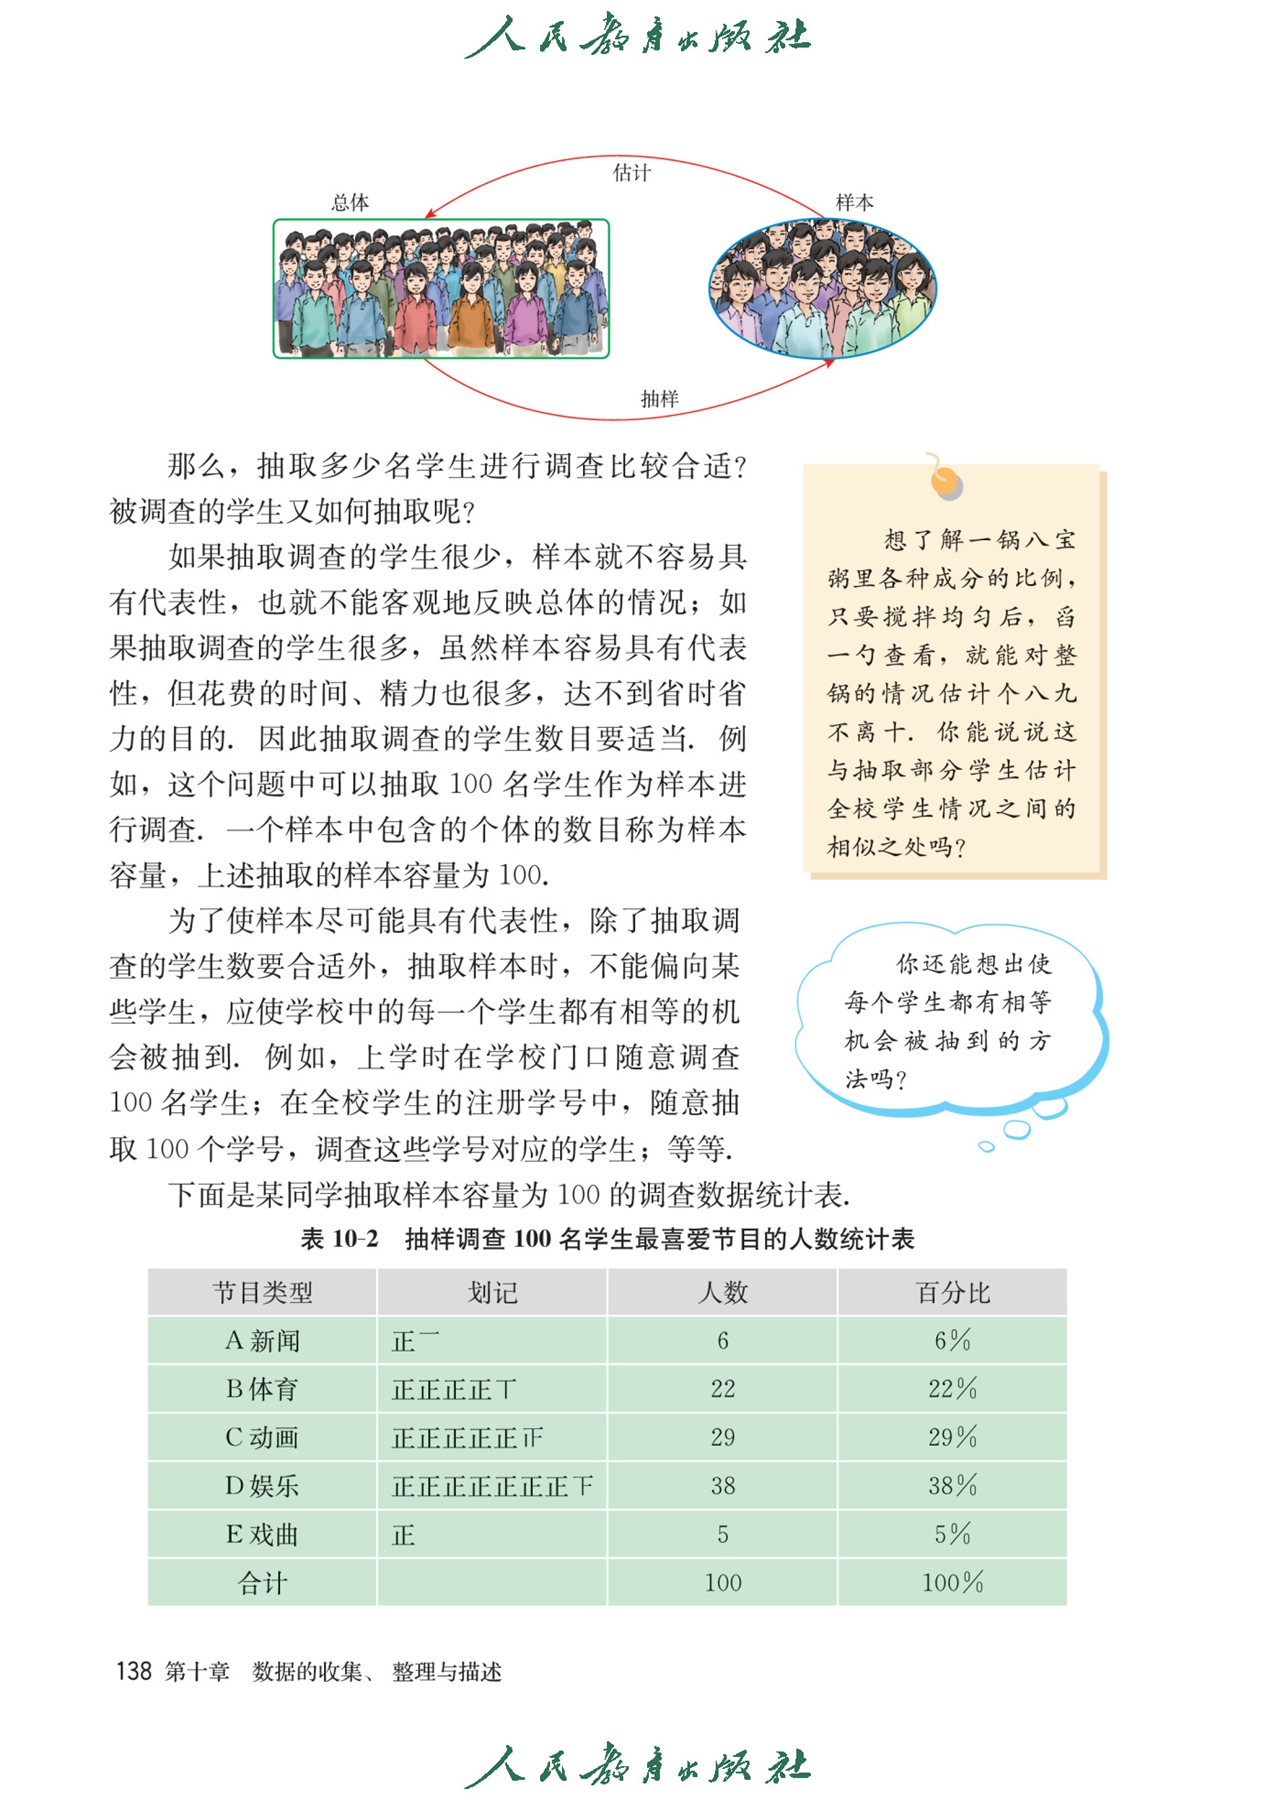 人民教育出版社
估计
总体
样本
抽样
那么，抽取多少名学生进行调查比较合适？
被调查的学生又如何抽取呢？
如果抽取调查的学生很少，样本就不容易具
有代表性，也就不能客观地反映总体的情况；如
果抽取调查的学生很多，虽然样本容易具有代表
性，但花费的时间、精力也很多，达不到省时省
力的目的．因此抽取调查的学生数目要适当．例
如，这个问题中可以抽取 100 名学生作为样本进
行调查．一个样本中包含的个体的数目称为样本
容量，上述抽取的样本容量为 100．
为了使样本尽可能具有代表性，除了抽取调
查的学生数要合适外，抽取样本时，不能偏向某
些学生，应使学校中的每一个学生都有相等的机
会被抽到．例如，上学时在学校门口随意调查
100 名学生；在全校学生的注册学号中，随意抽
取 100 个学号，调查这些学号对应的学生；等等．
想了解一锅八宝
粥里各种成分的比例，
只要搅拌均匀后，舀
一勺查看，就能对整
锅的情况估计个八九
不离十．你能说说这
与抽取部分学生估计
全校学生情况之间的
相似之处吗？
你还能想出使
每个学生都有相等
机会被抽到的方
法吗？
下面是某同学抽取样本容量为 100 的调查数据统计表．
表 10-2 抽样调查 100 名学生最喜爱节目的人数统计表
节目类型 划记 人数 百分比
A 新闻 正一 6 6%
B 体育 正正正正丅 22 22%
C 动画 正正正正正𤴓 29 29%
D 娱乐 正正正正正正正下 38 38%
E 戏曲 正 5 5%
合计 100 100%
138 第十章 数据的收集、整理与描述
人民教育出版社